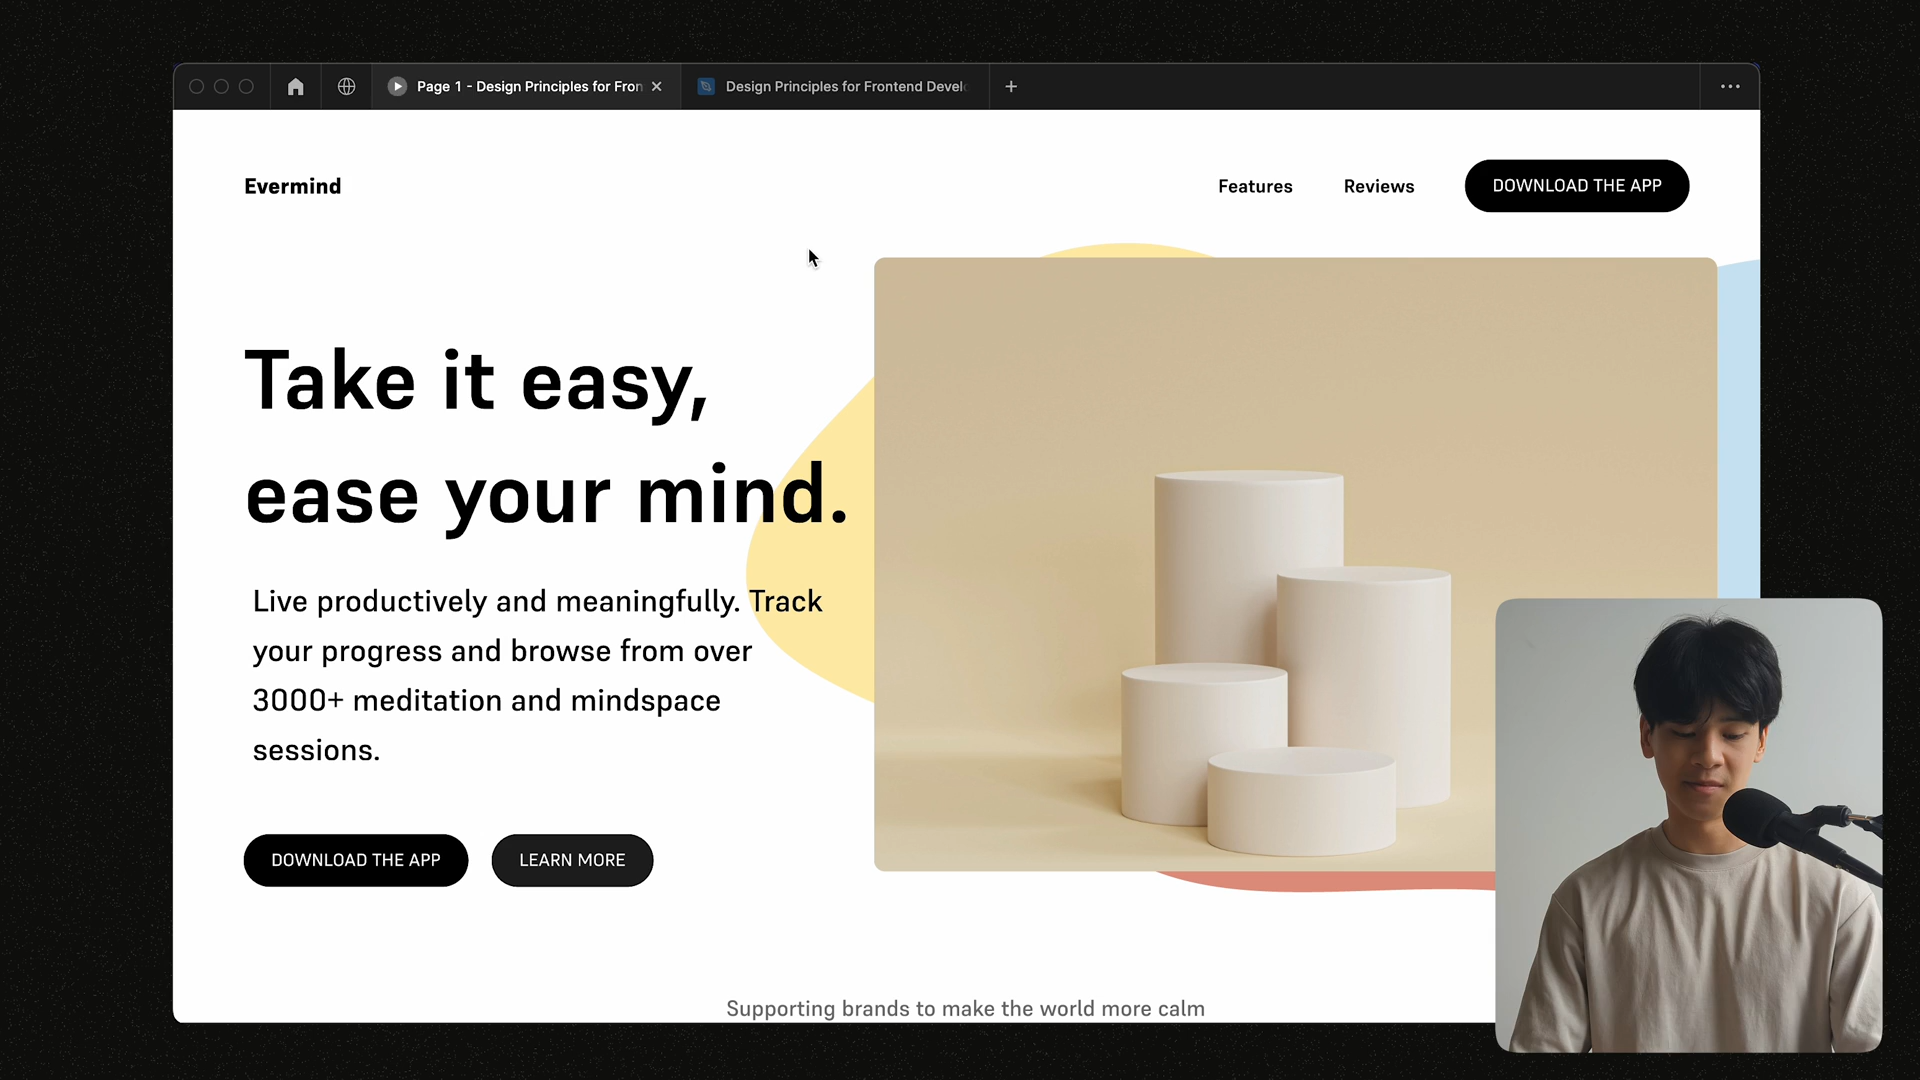 Page 1 - Design Principles for Fron
Design Principles for Frontend Devel
Evermind
Features
Reviews
DOWNLOAD THE APP
Take it easy,
ease your mind.
Live productively and meaningfully. Track
your progress and browse from over
3000+ meditation and mindspace
sessions.
DOWNLOAD THE APP
LEARN MORE
Supporting brands to make the world more calm